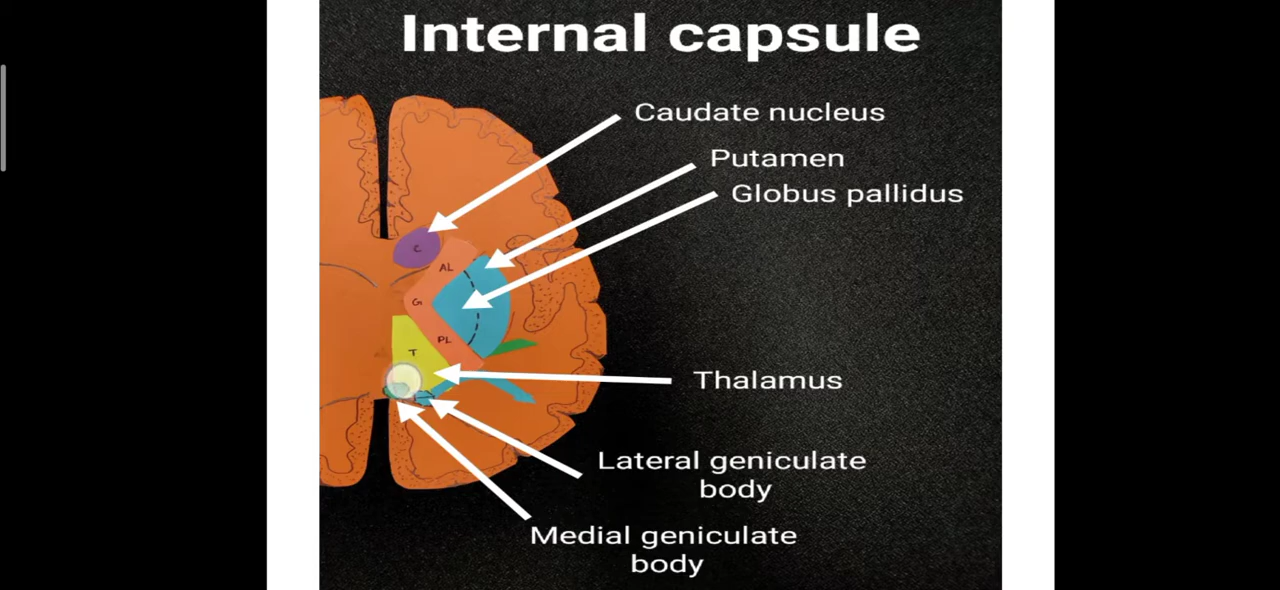 Internal capsule
Caudate nucleus
Putamen
Globus pallidus
C
AL
G
PL
T
Thalamus
Lateral geniculate
body
Medial geniculate
body